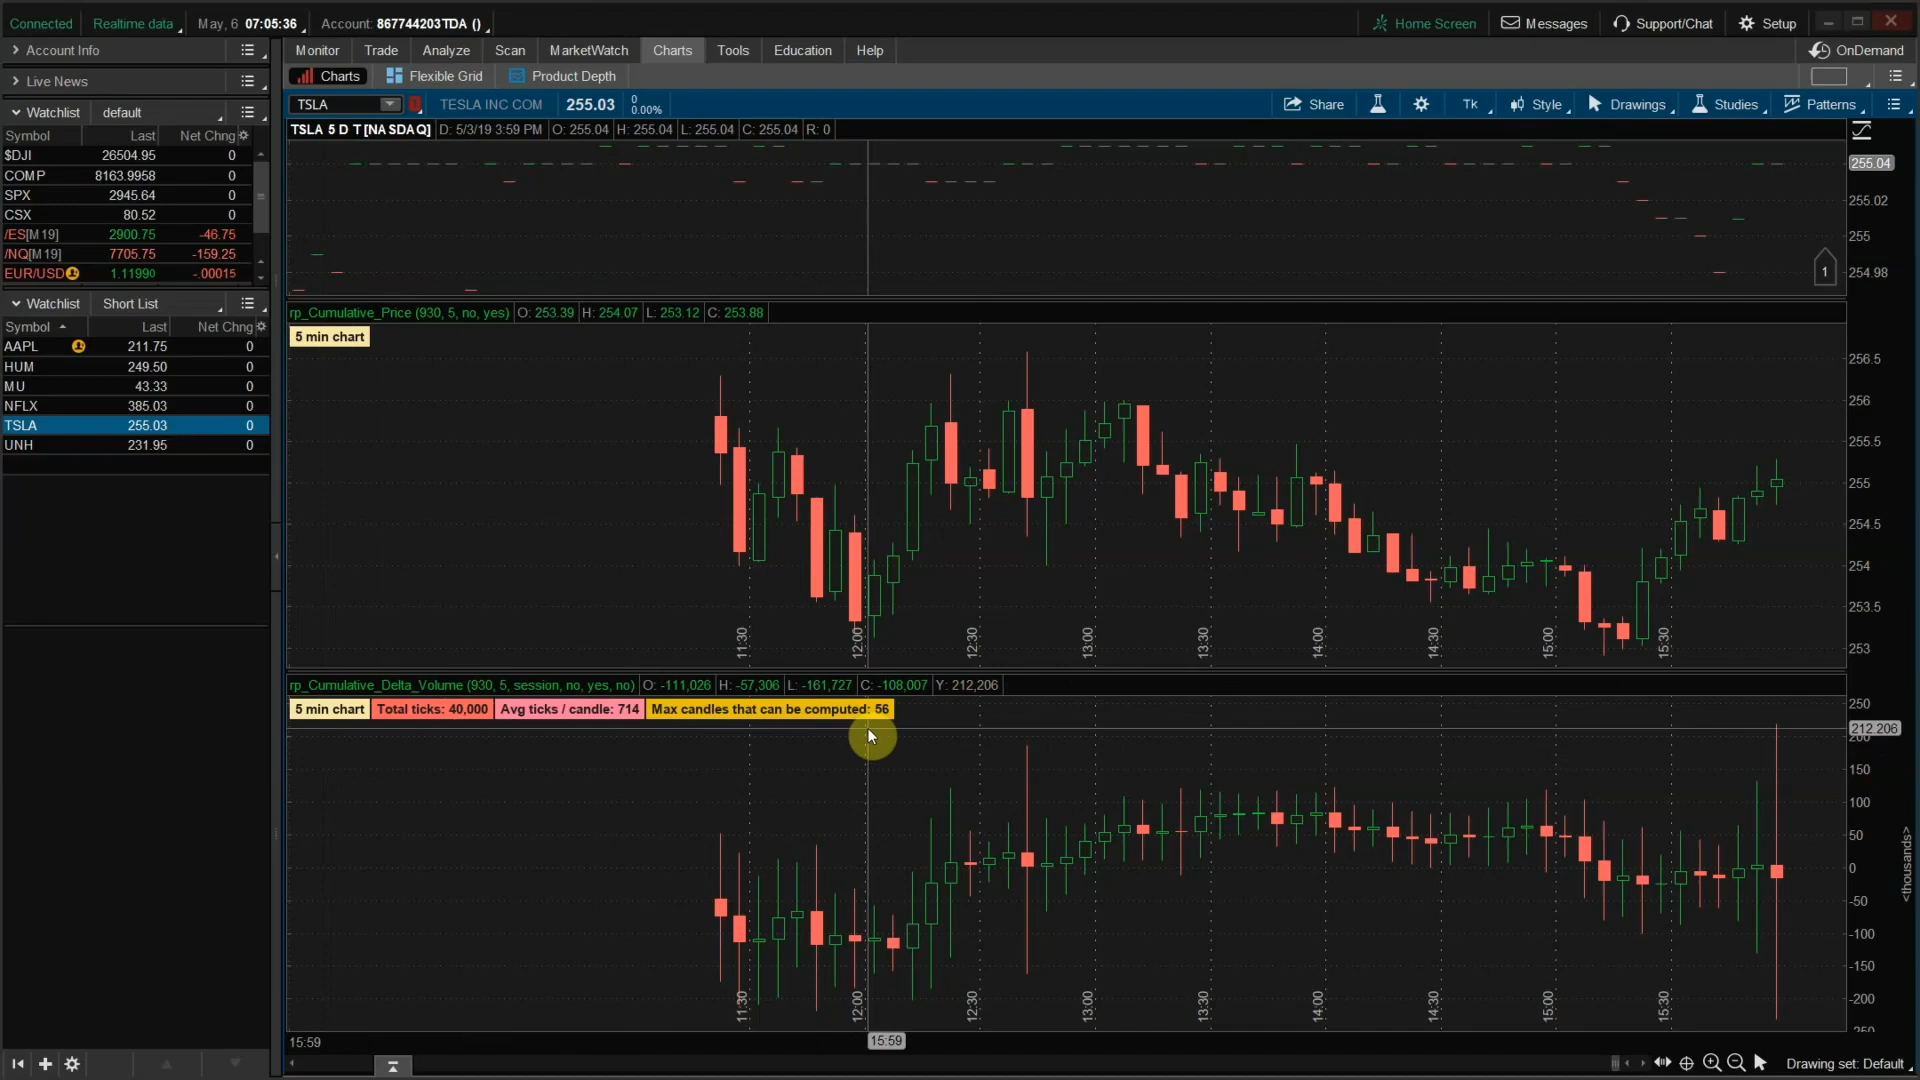 Connected Realtime data May, 6 07:05:36 Account: 867744203TDA () Home Screen Messages Support/Chat Setup
Account Info
Monitor Trade Analyze Scan MarketWatch Charts Tools Education Help OnDemand
Live News
Charts Flexible Grid Product Depth
Watchlist default
TSLA TESLA INC COM 255.03 0 0.00% Share Tk Style Drawings Studies Patterns
Symbol Last Net Chng
$DJI 26504.95 0
COMP 8163.9958 0
SPX 2945.64 0
CSX 80.52 0
/ES[M19] 2900.75 -46.75
/NQ[M19] 7705.75 -159.25
EUR/USD 1.11990 -.00015
Watchlist Short List
Symbol Last Net Chng
AAPL 211.75 0
HUM 249.50 0
MU 43.33 0
NFLX 385.03 0
TSLA 255.03 0
UNH 231.95 0
TSLA 5 D T [NASDAQ] D: 5/3/19 3:59 PM O: 255.04 H: 255.04 L: 255.04 C: 255.04 R: 0
255.04
255.02
255
254.98
1
rp_Cumulative_Price (930, 5, no, yes) O: 253.39 H: 254.07 L: 253.12 C: 253.88
5 min chart
256.5
256
255.5
255
254.5
254
253.5
253
11:30 12:00 12:30 13:00 13:30 14:00 14:30 15:00 15:30
rp_Cumulative_Delta_Volume (930, 5, session, no, yes, no) O: -111,026 H: -57,306 L: -161,727 C: -108,007 Y: 212,206
5 min chart Total ticks: 40,000 Avg ticks / candle: 714 Max candles that can be computed: 56
250
212.206
200
150
100
50
0
-50
-100
-150
-200
-250
<thousands>
11:30 12:00 12:30 13:00 13:30 14:00 14:30 15:00 15:30
15:59 15:59
Drawing set: Default